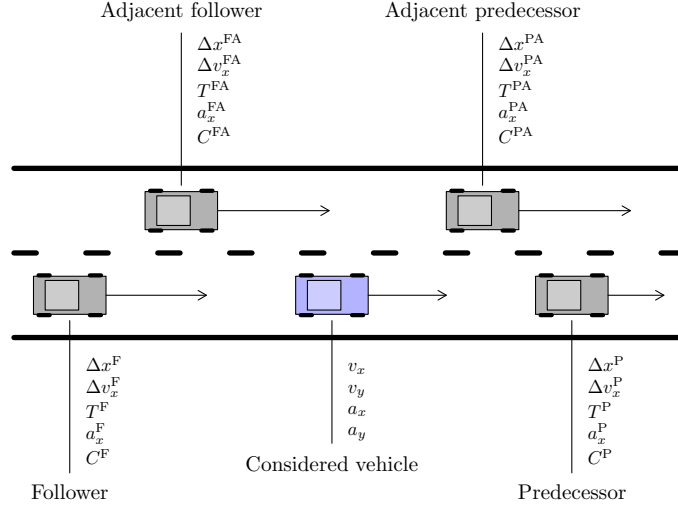 Adjacent follower
Δx^FA
Δv_x^FA
T^FA
a_x^FA
C^FA
Adjacent predecessor
Δx^PA
Δv_x^PA
T^PA
a_x^PA
C^PA
Δx^F
Δv_x^F
T^F
a_x^F
C^F
Follower
v_x
v_y
a_x
a_y
Considered vehicle
Δx^P
Δv_x^P
T^P
a_x^P
C^P
Predecessor